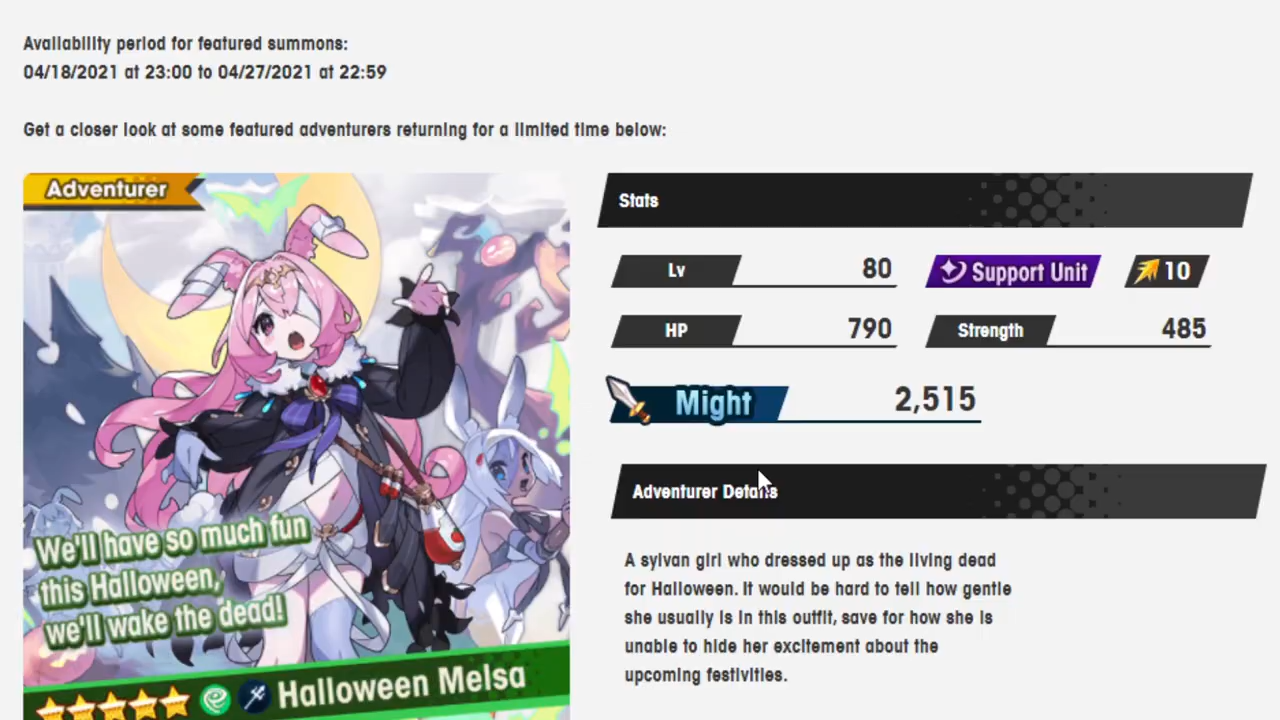 Availability period for featured summons:
04/18/2021 at 23:00 to 04/27/2021 at 22:59
Get a closer look at some featured adventurers returning for a limited time below:
Adventurer
We'll have so much fun
this Halloween,
we'll wake the dead!
Halloween Melsa
Stats
Lv 80 Support Unit 10
HP 790 Strength 485
Might 2,515
Adventurer Details
A sylvan girl who dressed up as the living dead
for Halloween. It would be hard to tell how gentle
she usually is in this outfit, save for how she is
unable to hide her excitement about the
upcoming festivities.